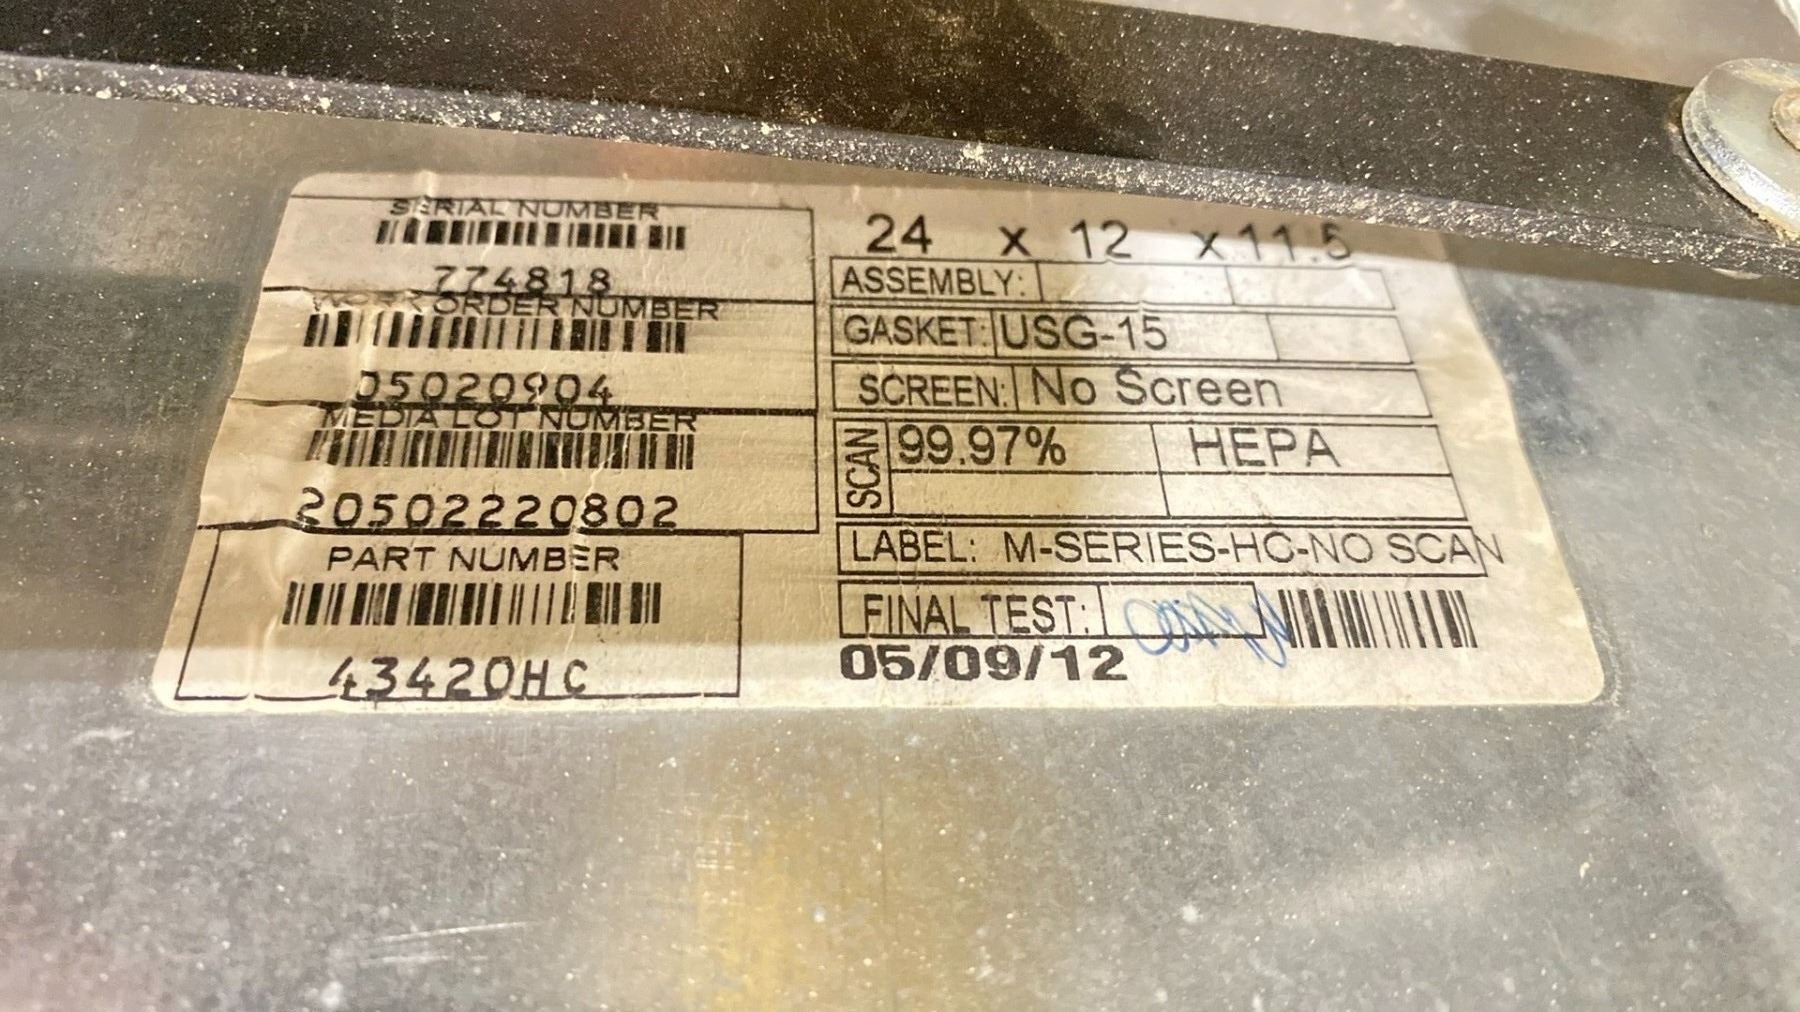 SERIAL NUMBER
774818
WORK ORDER NUMBER
05020904
MEDIA LOT NUMBER
20502220802
PART NUMBER
43420HC
24 x 12 x 11.5
ASSEMBLY:
GASKET: USG-15
SCREEN: No Screen
SCAN
99.97% HEPA
LABEL: M-SERIES-HC-NO SCAN
FINAL TEST:
05/09/12